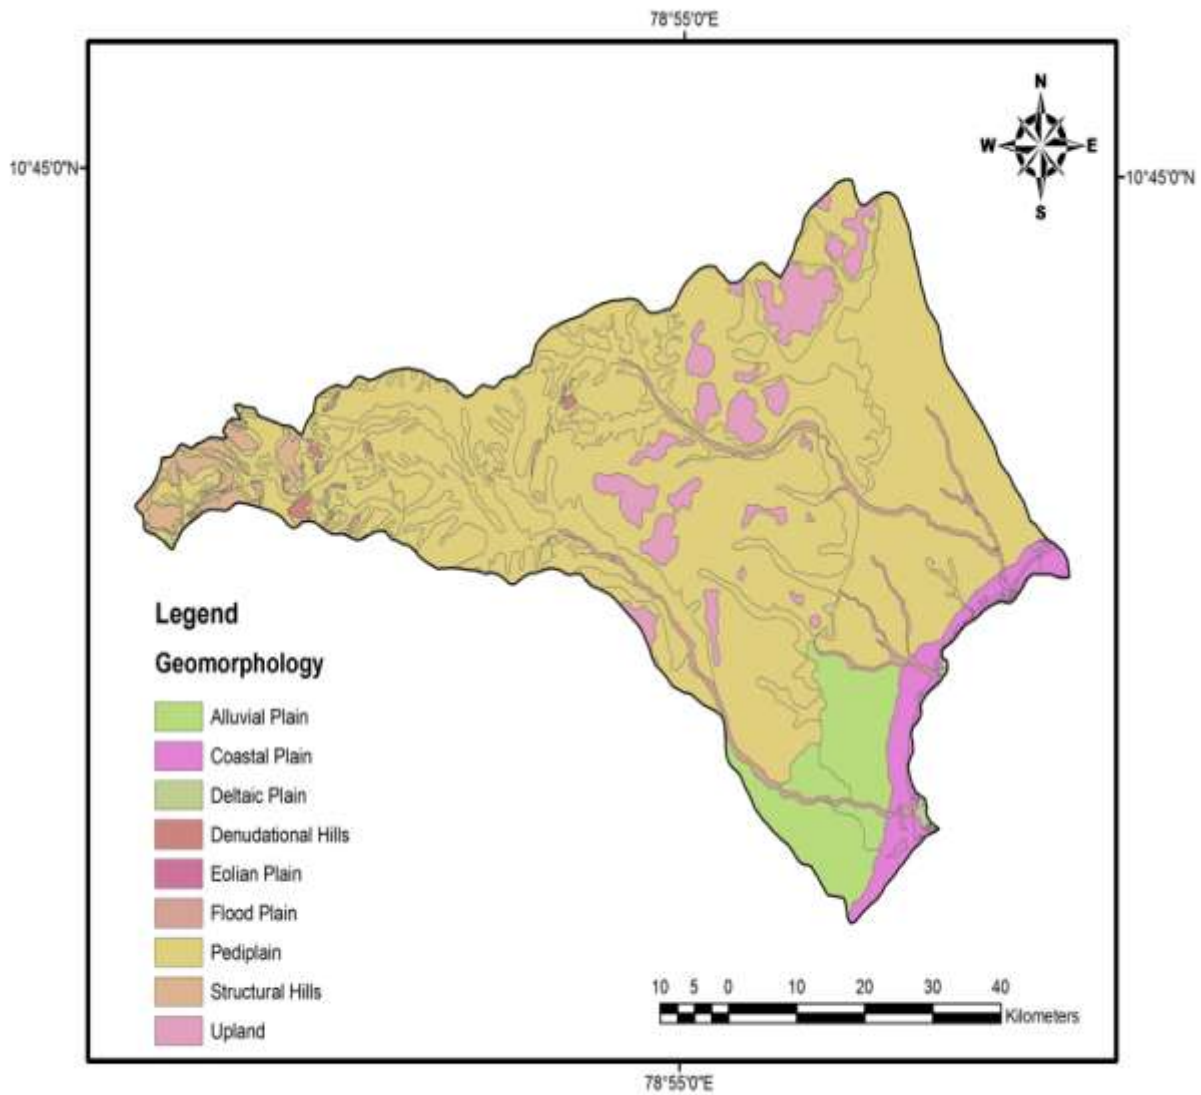 78°55'0"E
N
W E
S
10°45'0"N
10°45'0"N
Legend
Geomorphology
Alluvial Plain
Coastal Plain
Deltaic Plain
Denudational Hills
Eolian Plain
Flood Plain
Pediplain
Structural Hills
Upland
10 5 0 10 20 30 40
Kilometers
78°55'0"E